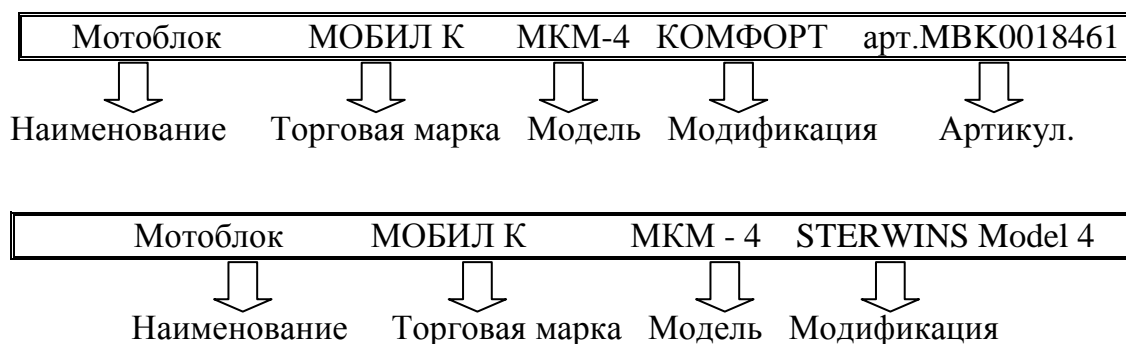 Мотоблок МОБИЛ К МКМ-4 КОМФОРТ арт.МВК0018461
Наименование Торговая марка Модель Модификация Артикул.
Мотоблок МОБИЛ К МКМ - 4 STERWINS Model 4
Наименование Торговая марка Модель Модификация